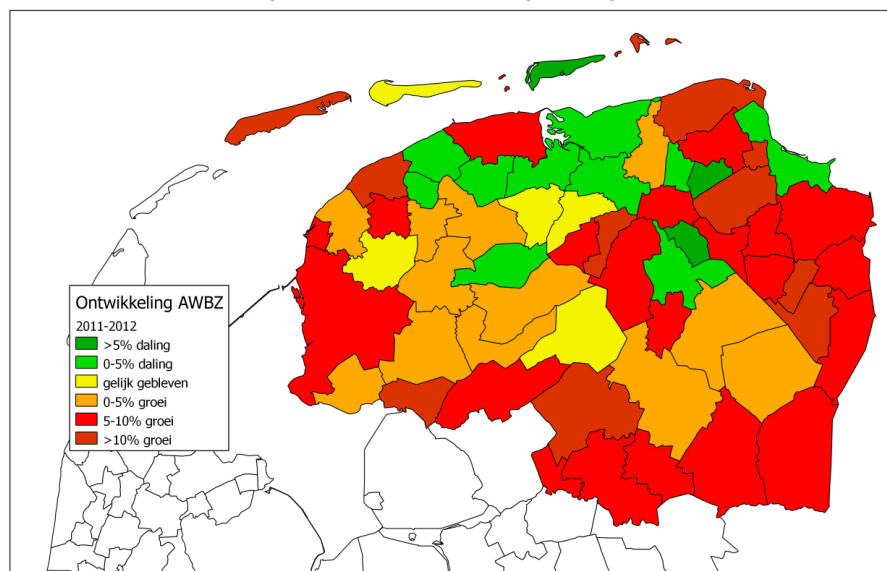 Ontwikkeling AWBZ
2011-2012
>5% daling
0-5% daling
gelijk gebleven
0-5% groei
5-10% groei
>10% groei